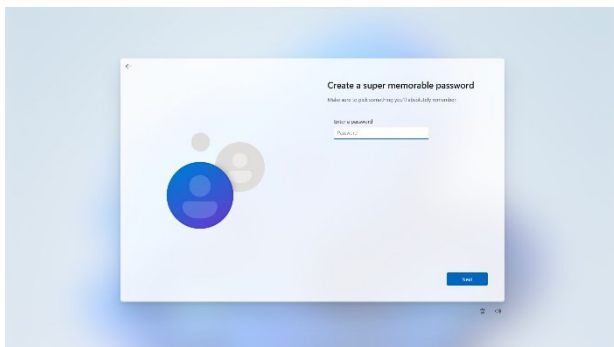 Create a super memorable password
Make sure to pick something you'll absolutely remember.
Enter a password
Password
Next